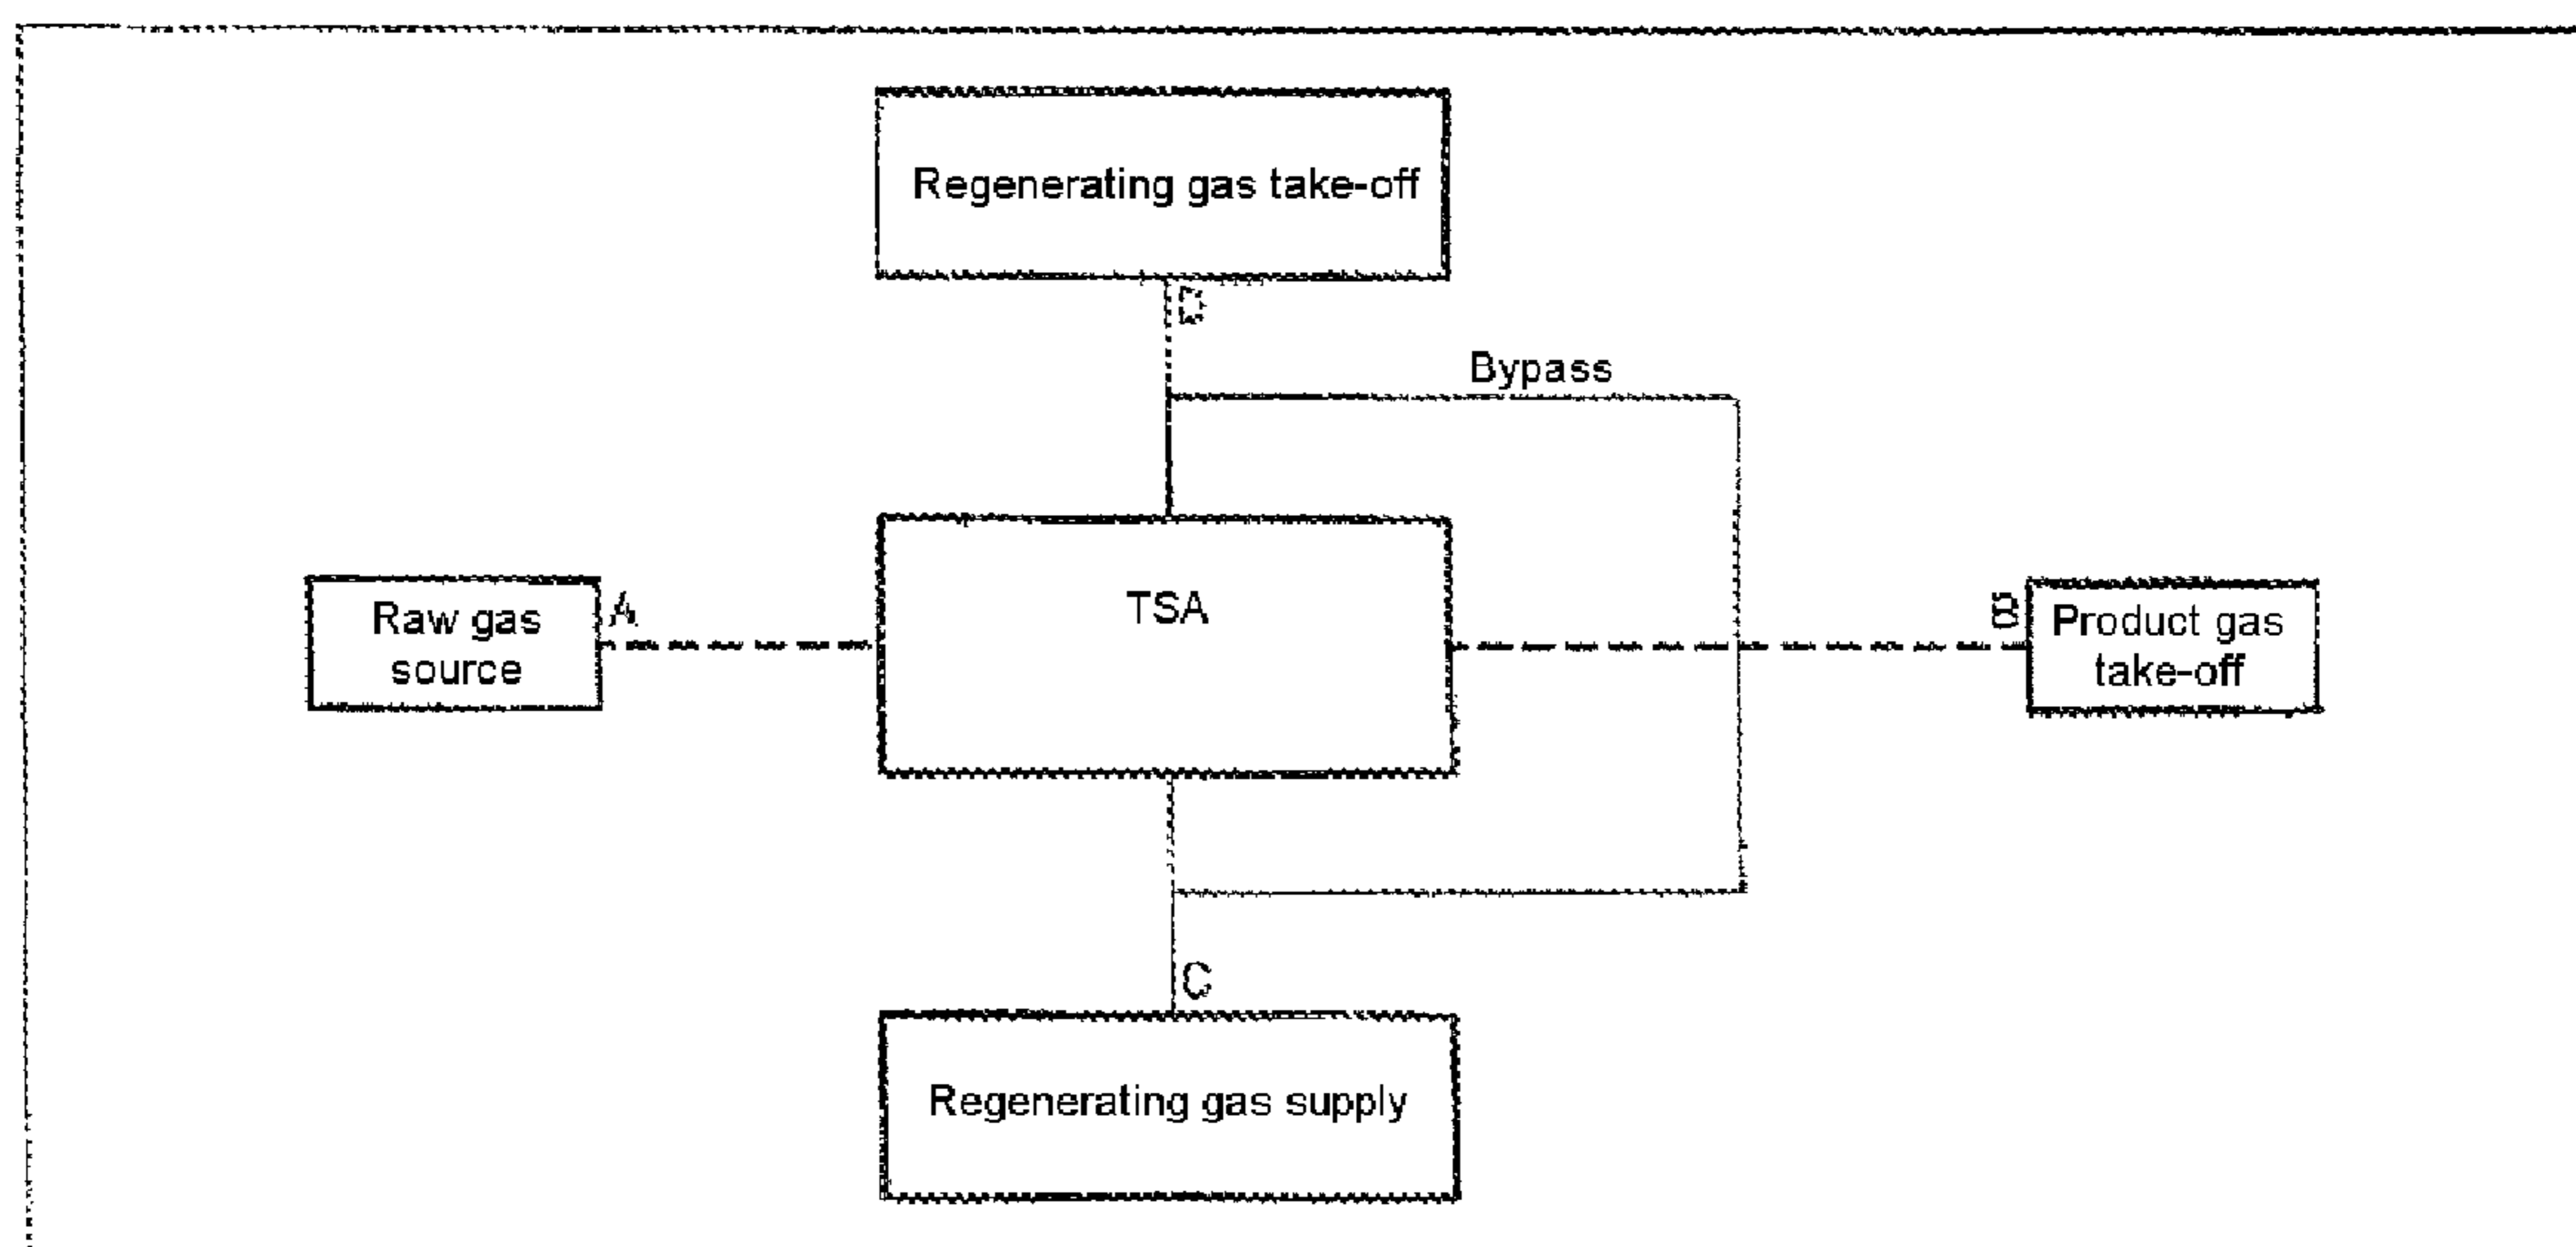 Regenerating gas take-off
D
Bypass
TSA
Raw gas
source
A
B
Product gas
take-off
C
Regenerating gas supply